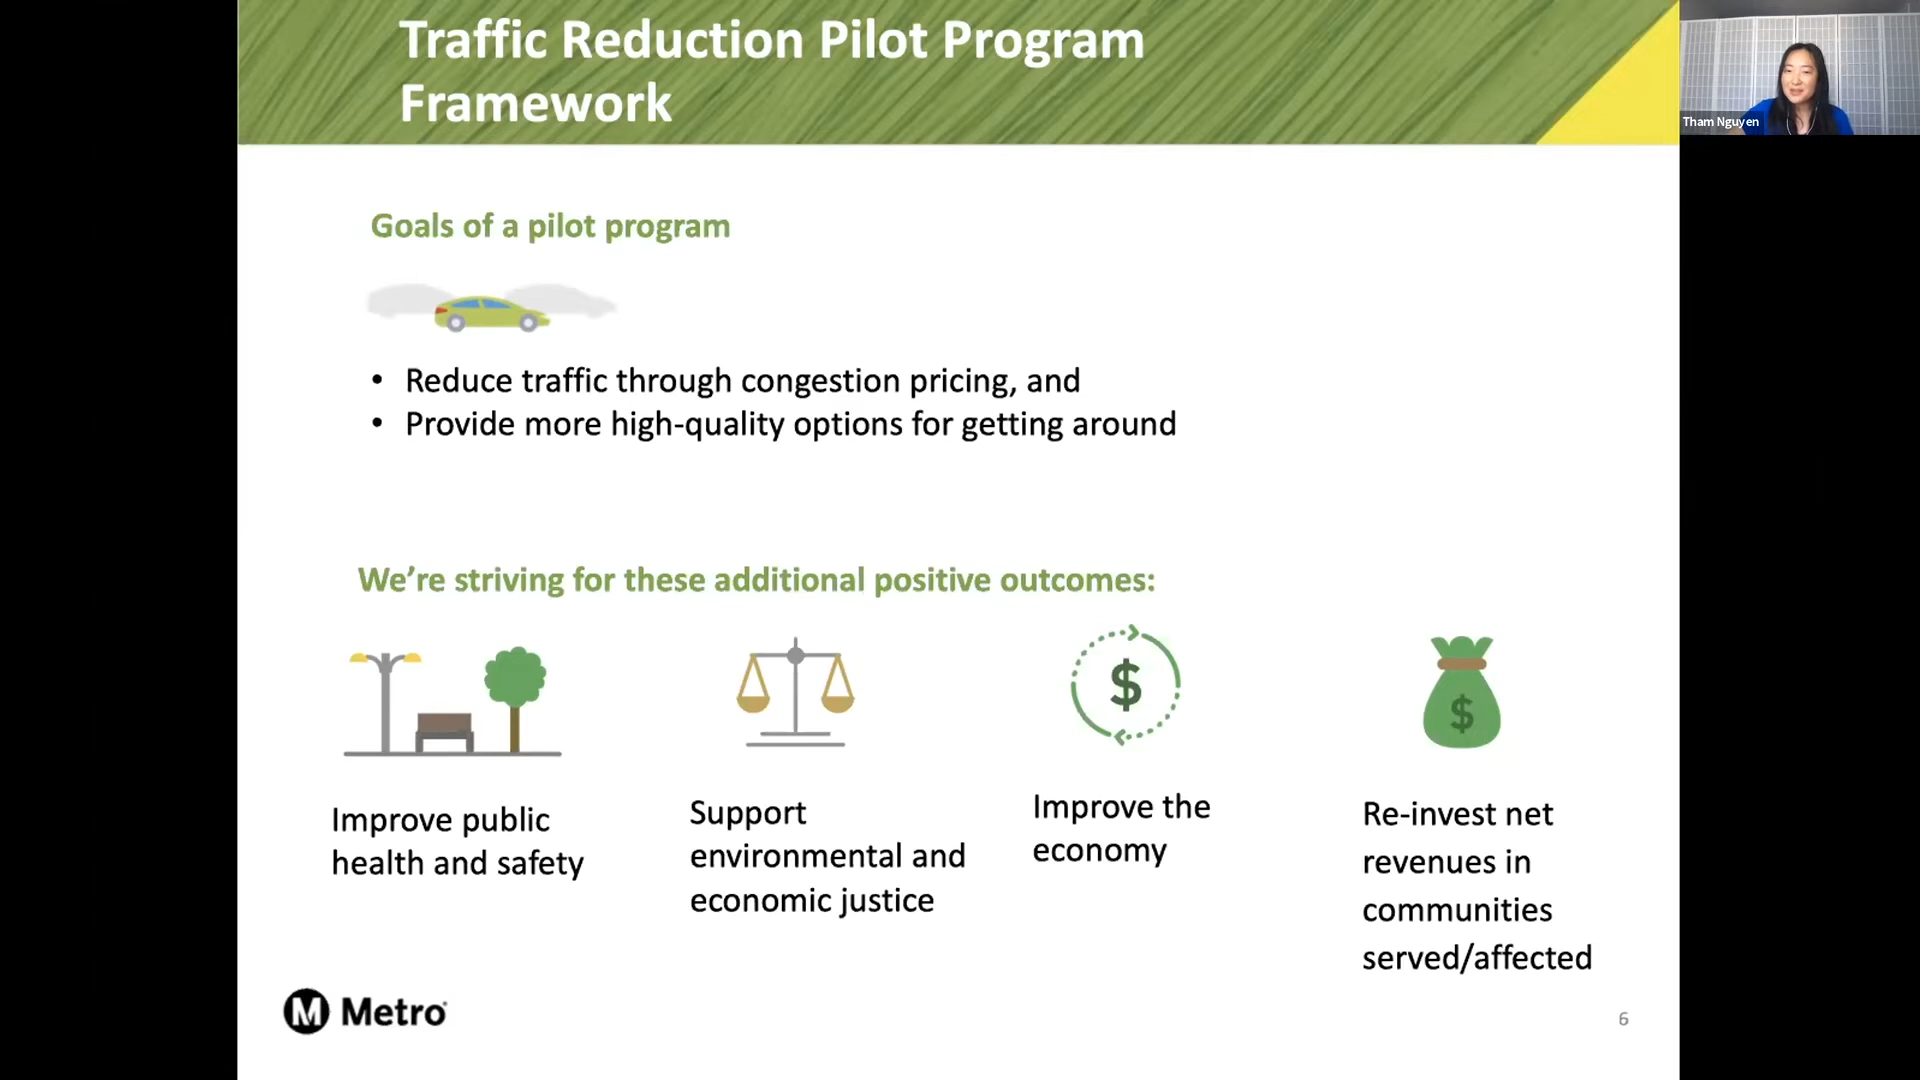 Traffic Reduction Pilot Program
Framework
Tham Nguyen
Goals of a pilot program
• Reduce traffic through congestion pricing, and
• Provide more high-quality options for getting around
We’re striving for these additional positive outcomes:
$
$
Improve public
health and safety
Support
environmental and
economic justice
Improve the
economy
Re-invest net
revenues in
communities
served/affected
M Metro
6